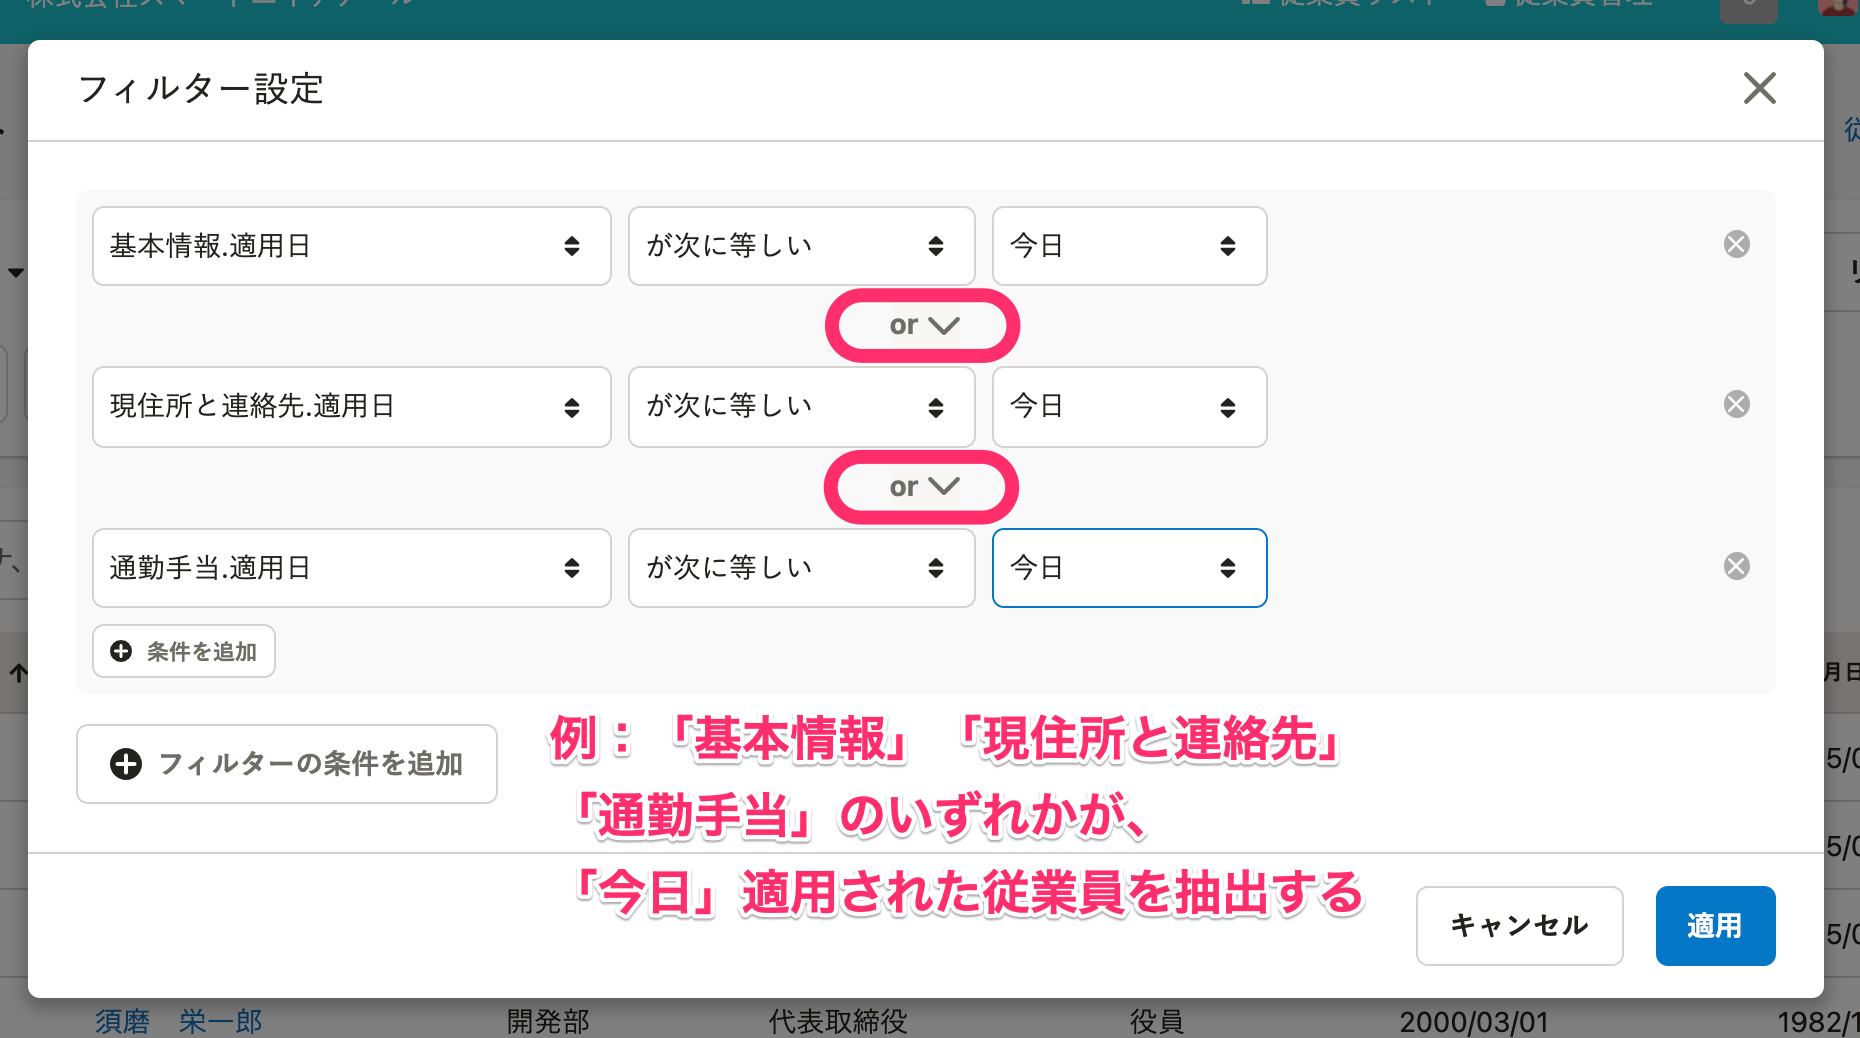 フィルター設定
基本情報.適用日
が次に等しい
今日
or
現住所と連絡先.適用日
が次に等しい
今日
or
通勤手当.適用日
が次に等しい
今日
条件を追加
フィルターの条件を追加
例：「基本情報」「現住所と連絡先」
「通勤手当」のいずれかが、
「今日」適用された従業員を抽出する
キャンセル
適用
月日
須磨　栄一郎
開発部
代表取締役
役員
2000/03/01
1982/1